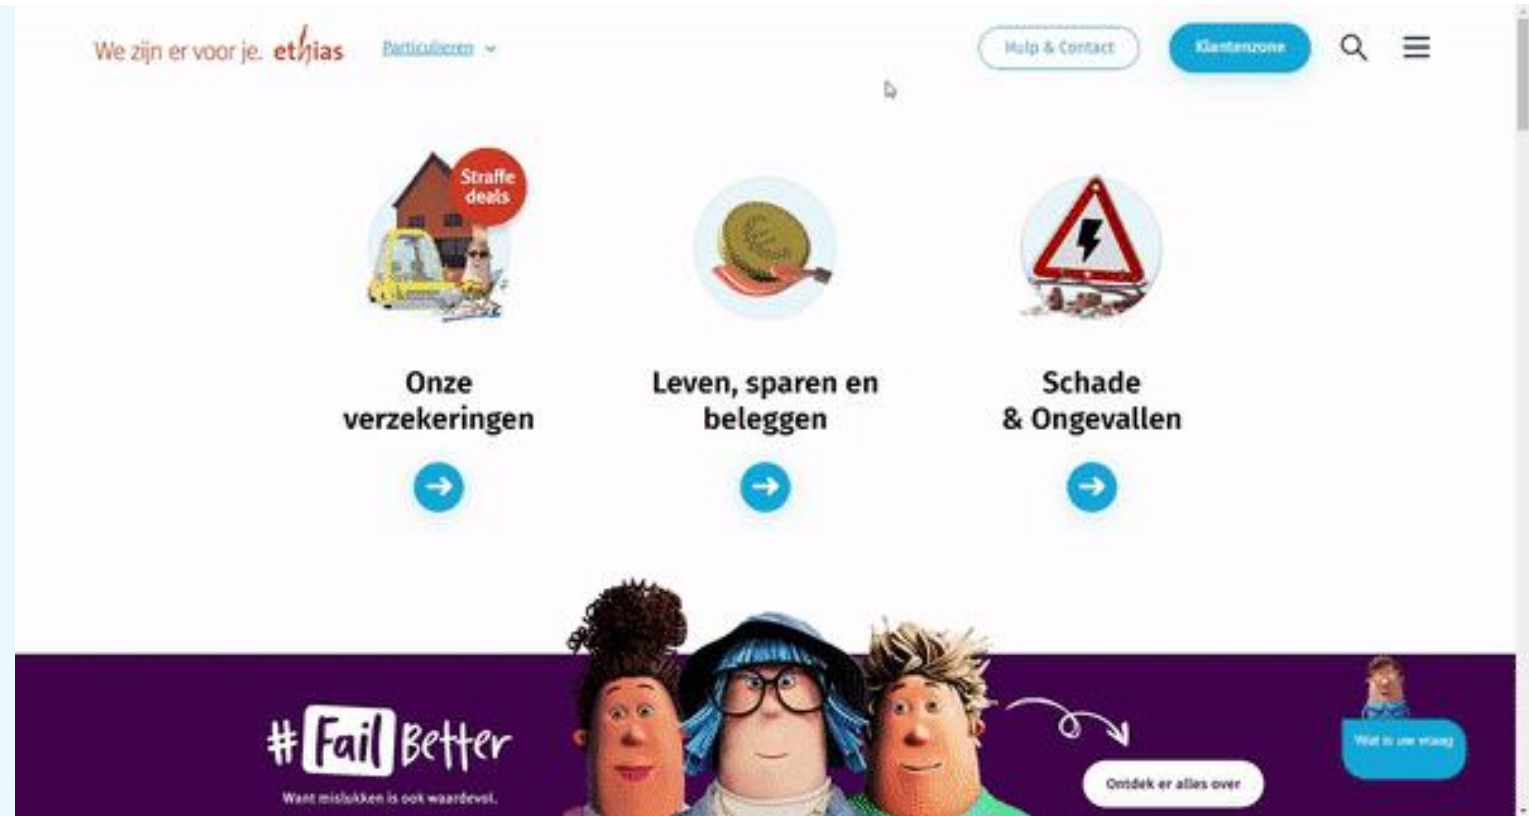 We zijn er voor je. ethias
Particulieren
Hulp & Contact
Klantenzone
Straffe
deals
Onze
verzekeringen
Leven, sparen en
beleggen
Schade
& Ongevallen
#Fail Better
Want mislukken is ook waardevol.
Ontdek er alles over
Wat is uw vraag